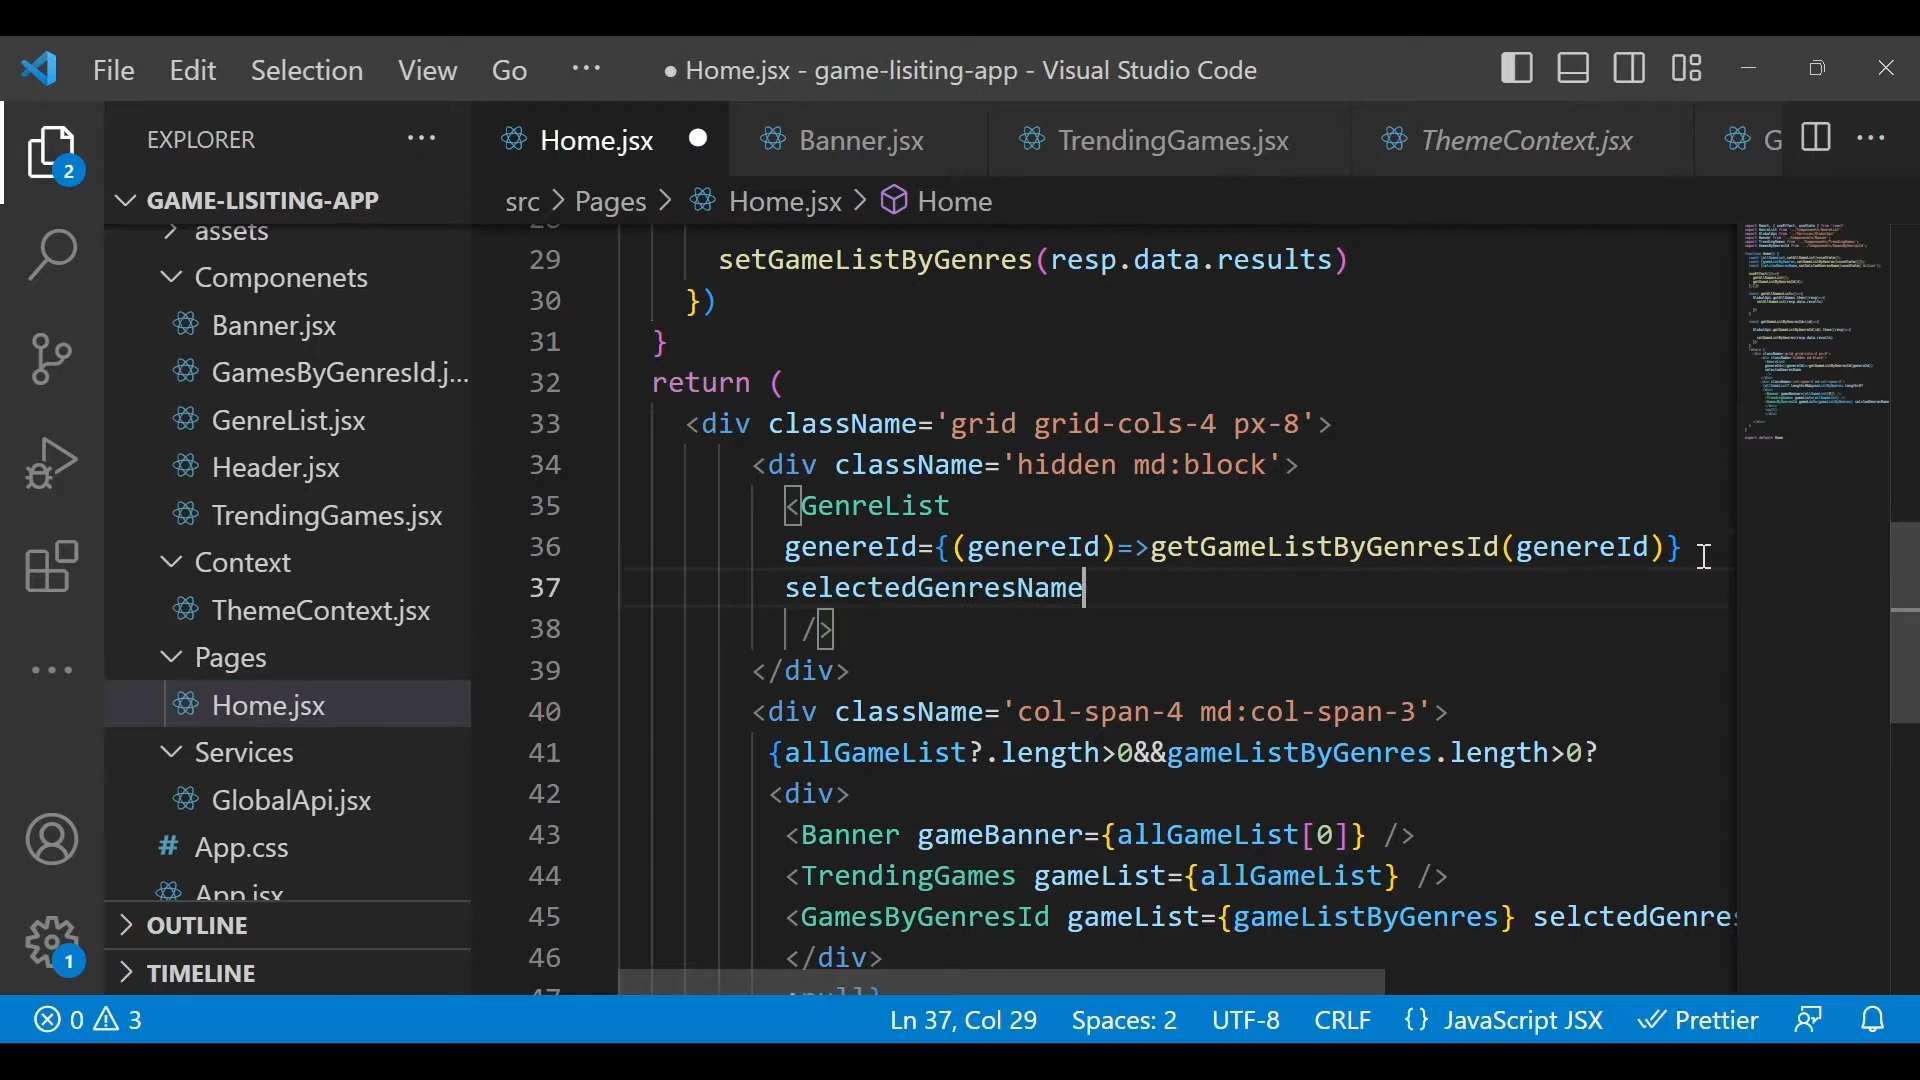 File Edit Selection View Go ··· ● Home.jsx - game-lisiting-app - Visual Studio Code
EXPLORER ···
Home.jsx ● Banner.jsx TrendingGames.jsx ThemeContext.jsx G ···
GAME-LISITING-APP
src > Pages > Home.jsx > Home
assets
Componenets
Banner.jsx
GamesByGenresId.j...
GenreList.jsx
Header.jsx
TrendingGames.jsx
Context
ThemeContext.jsx
Pages
Home.jsx
Services
GlobalApi.jsx
# App.css
App.jsx
OUTLINE
TIMELINE
2
1
28
29 setGameListByGenres(resp.data.results)
30 })
31 }
32 return (
33 <div className='grid grid-cols-4 px-8'>
34 <div className='hidden md:block'>
35 <GenreList
36 genereId={(genereId)=>getGameListByGenresId(genereId)}
37 selectedGenresName
38 />
39 </div>
40 <div className='col-span-4 md:col-span-3'>
41 {allGameList?.length>0&&gameListByGenres.length>0?
42 <div>
43 <Banner gameBanner={allGameList[0]} />
44 <TrendingGames gameList={allGameList} />
45 <GamesByGenresId gameList={gameListByGenres} selctedGenres
46 </div>
47 :null}
0 3 Ln 37, Col 29 Spaces: 2 UTF-8 CRLF {} JavaScript JSX Prettier